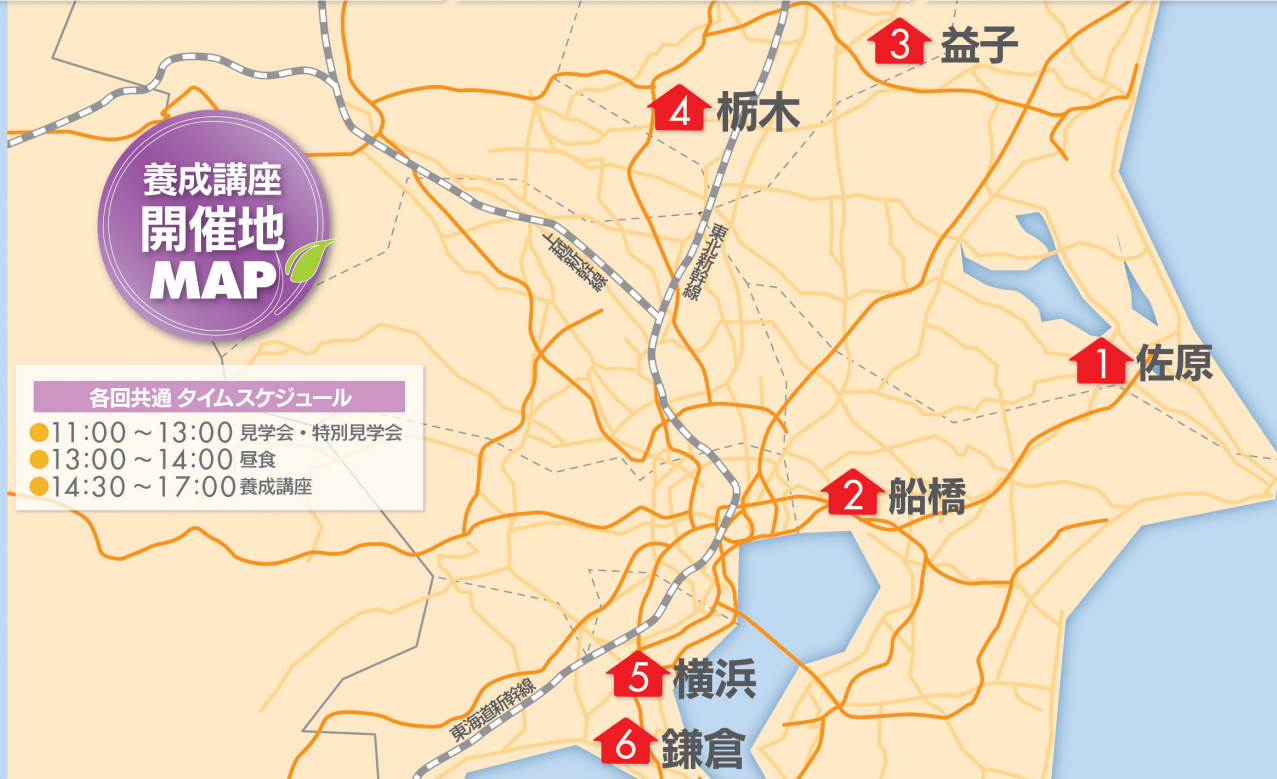 3 益子
4 栃木
養成講座
開催地
MAP
上越新幹線
東北新幹線
1 佐原
各回共通 タイムスケジュール
●11:00～13:00 見学会・特別見学会
●13:00～14:00 昼食
●14:30～17:00 養成講座
2 船橋
5 横浜
東海道新幹線
6 鎌倉